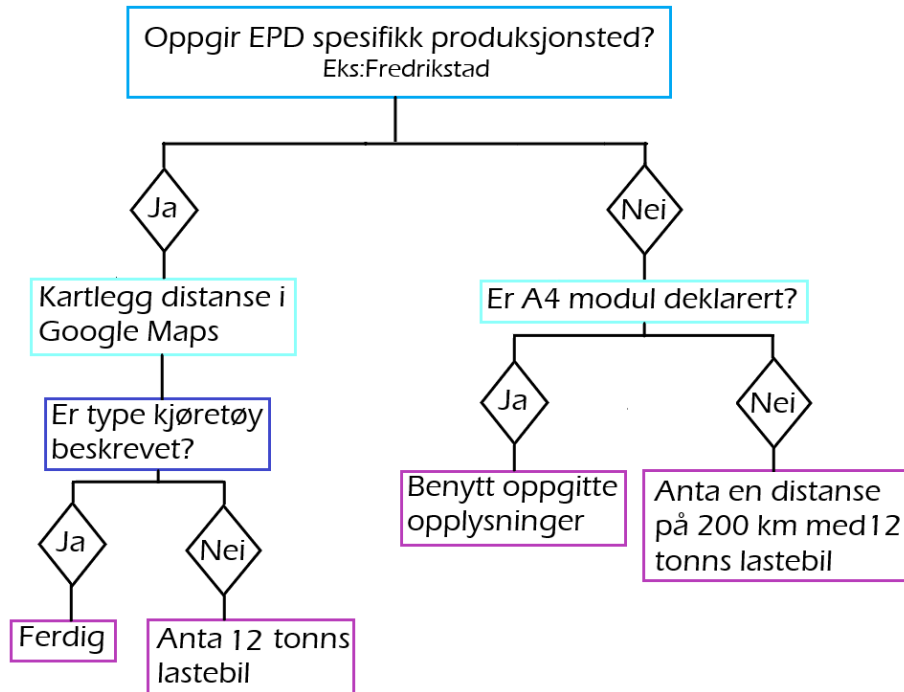 Oppgir EPD spesifikk produksjonsted?
Eks:Fredrikstad
Ja
Nei
Kartlegg distanse i
Google Maps
Er A4 modul deklarert?
Er type kjøretøy
beskrevet?
Ja
Nei
Benytt oppgitte
opplysninger
Anta en distanse
på 200 km med12
tonns lastebil
Ja
Nei
Ferdig
Anta 12 tonns
lastebil